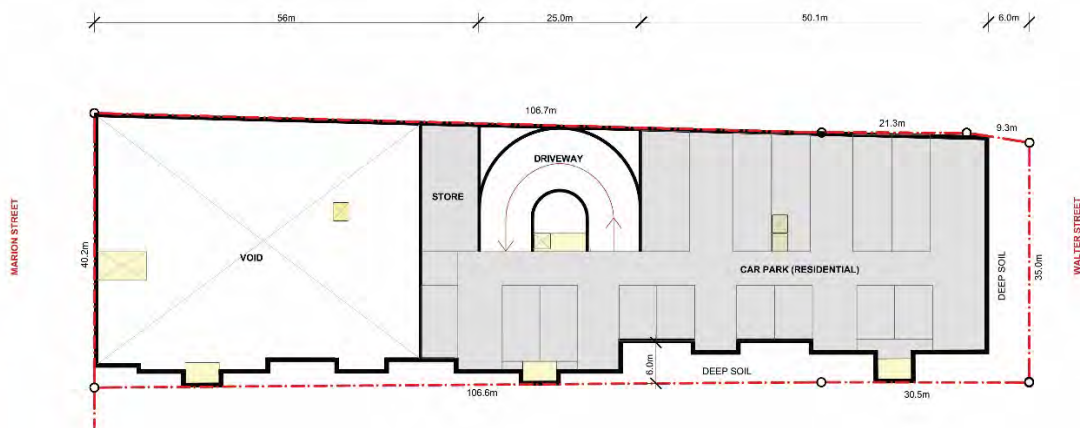 56m
25.0m
50.1m
6.0m
106.7m
21.3m
9.3m
DRIVEWAY
STORE
MARION STREET
40.2m
VOID
CAR PARK (RESIDENTIAL)
DEEP SOIL
35.0m
WALTER STREET
6.0m
DEEP SOIL
106.6m
30.5m